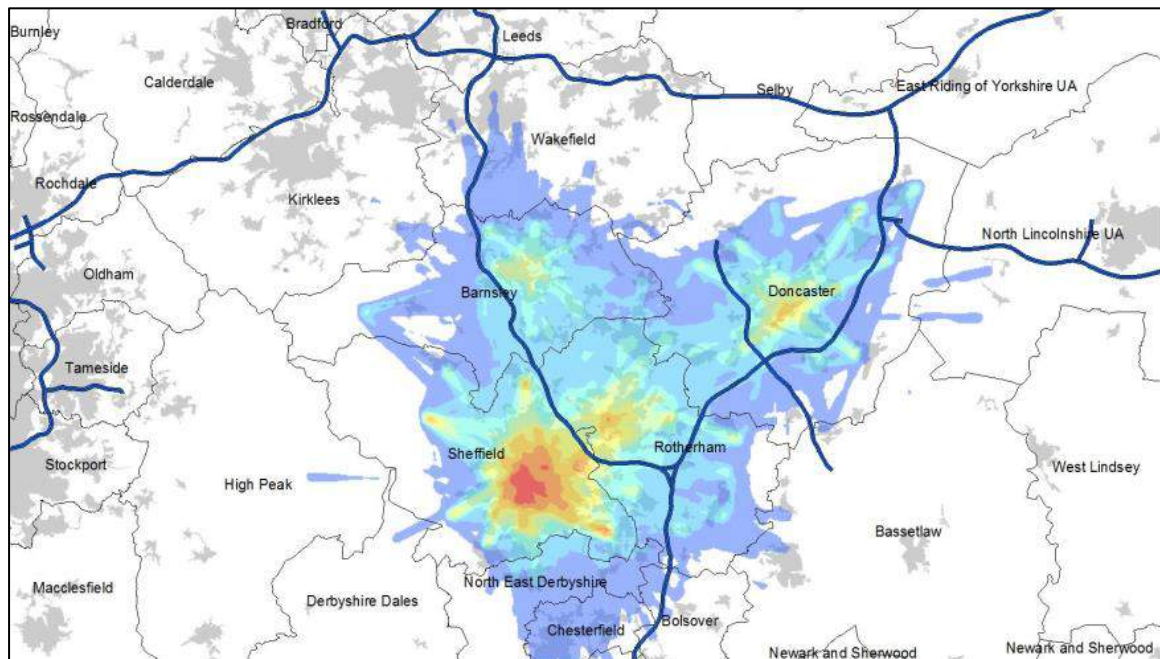 Burnley
Bradford
Leeds
Calderdale
Selby
East Riding of Yorkshire UA
Rossendale
Wakefield
Rochdale
Kirklees
North Lincolnshire UA
Oldham
Barnsley
Doncaster
Tameside
Sheffield
Rotherham
Stockport
High Peak
West Lindsey
Bassetlaw
Macclesfield
North East Derbyshire
Derbyshire Dales
Chesterfield
Bolsover
Newark and Sherwood
Newark and Sherwood